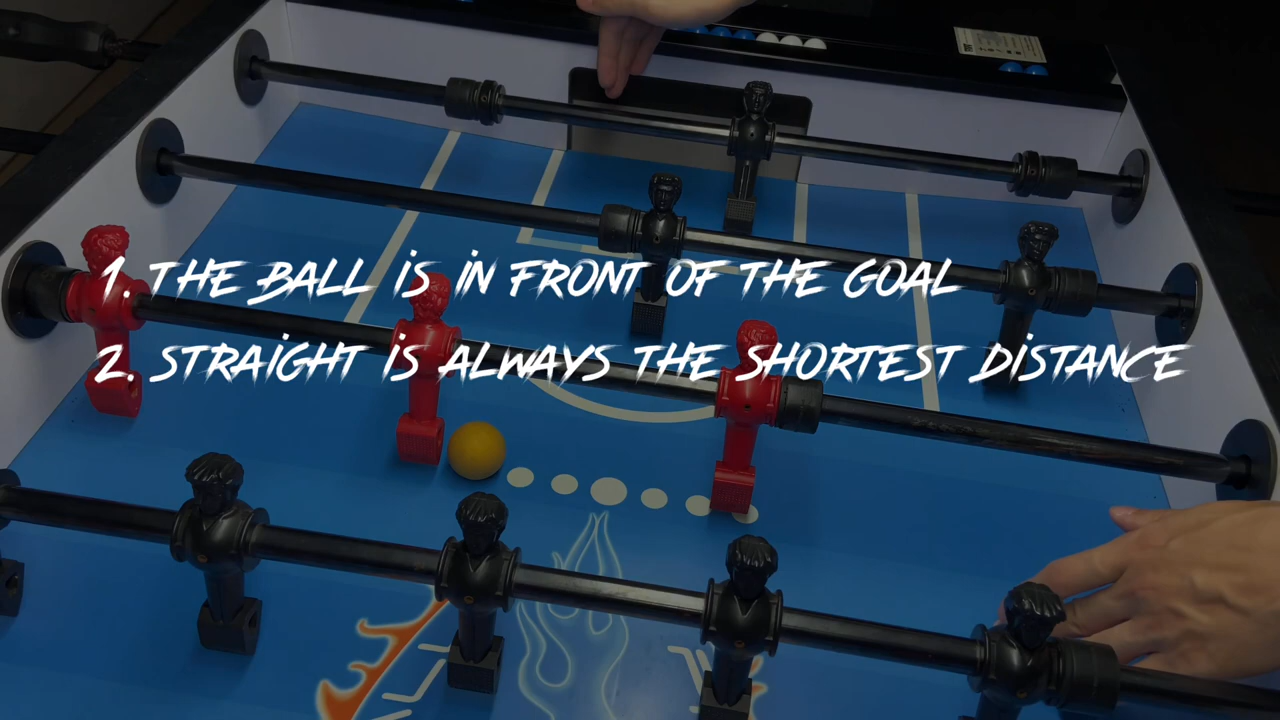 1. THE BALL IS IN FRONT OF THE GOAL
2. STRAIGHT IS ALWAYS THE SHORTEST DISTANCE